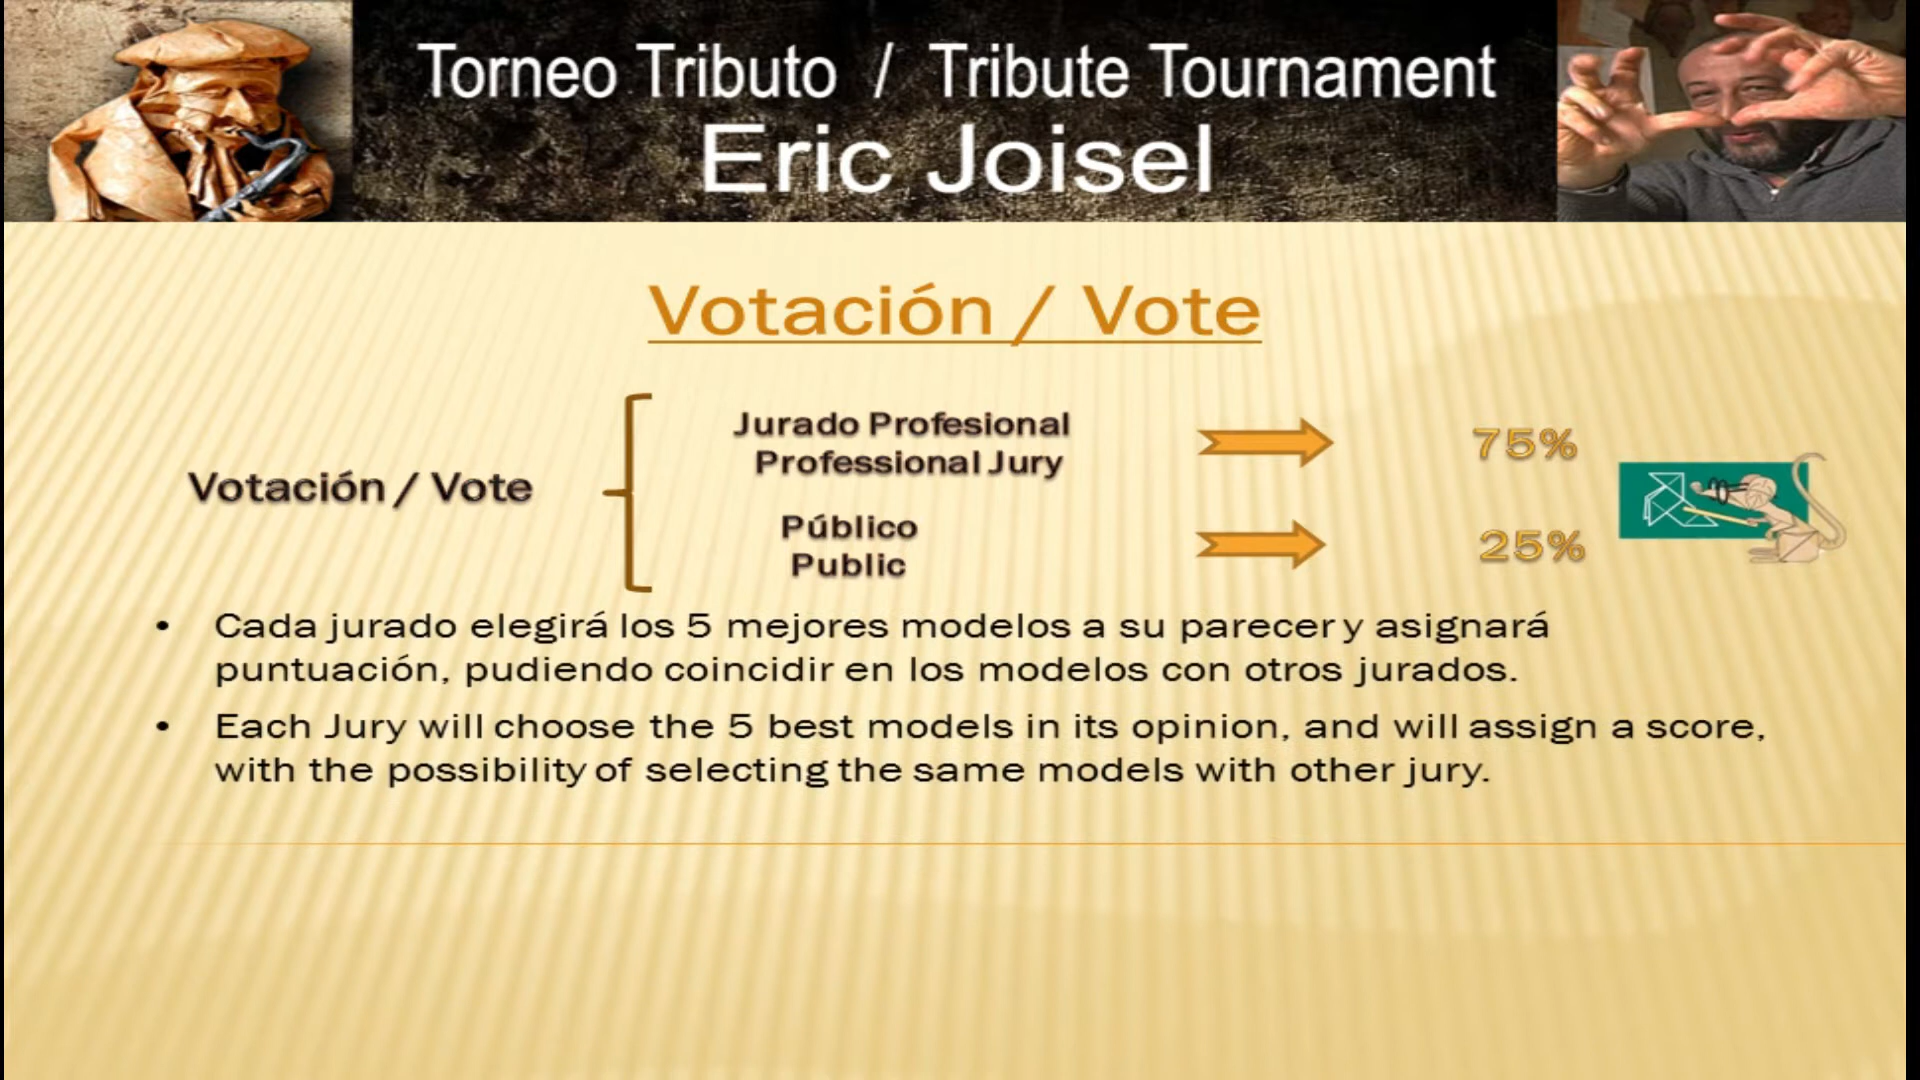 Torneo Tributo / Tribute Tournament
Eric Joisel
Votación / Vote
Votación / Vote
Jurado Profesional
Professional Jury
75%
Público
Public
25%
• Cada jurado elegirá los 5 mejores modelos a su parecer y asignará
puntuación, pudiendo coincidir en los modelos con otros jurados.
• Each Jury will choose the 5 best models in its opinion, and will assign a score,
with the possibility of selecting the same models with other jury.